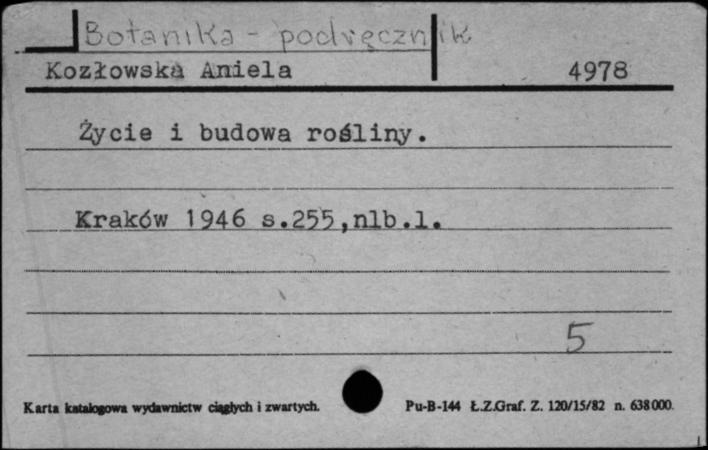 Botanika - podręcznik
Kozłowska Aniela 4978
Życie i budowa rośliny.
Kraków 1946 s.255,nlb.l.
5
Karta katalogowa wydawnictw ciągłych i zwartych. Pu-B-144 Ł.Z.Graf. Z. 120/15/82 n. 638000.